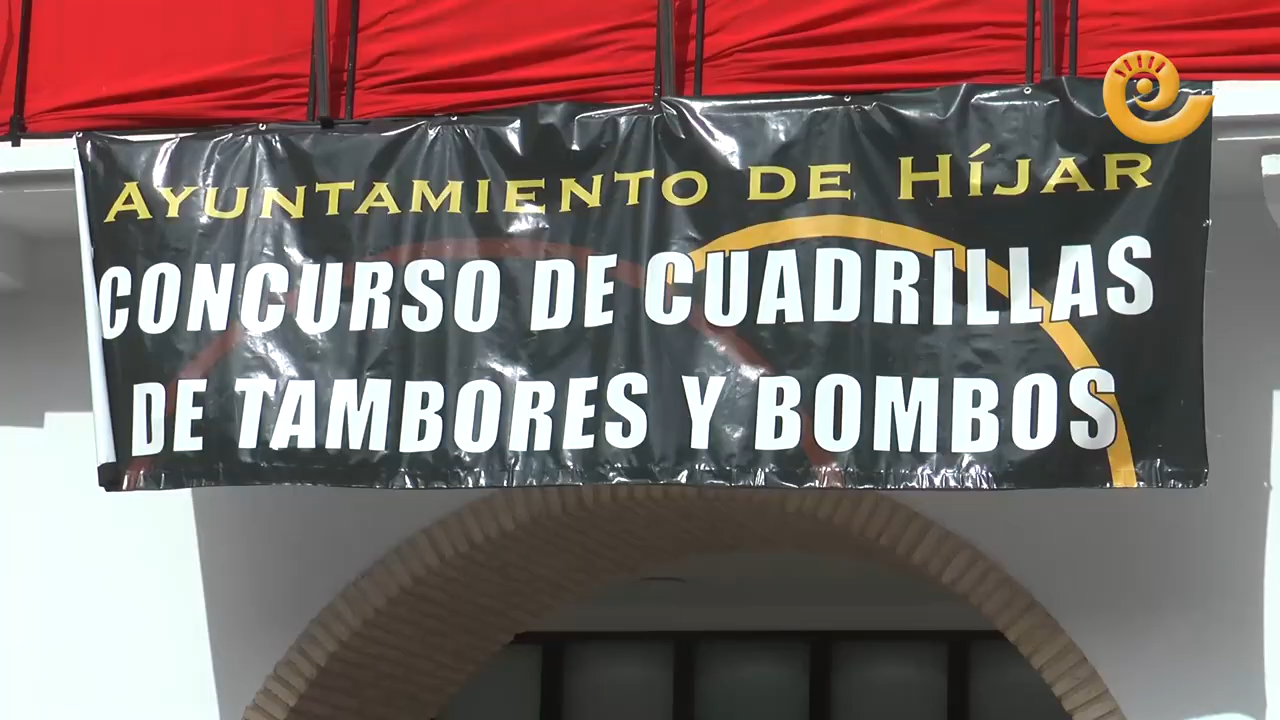 AYUNTAMIENTO DE HÍJAR
CONCURSO DE CUADRILLAS
DE TAMBORES Y BOMBOS